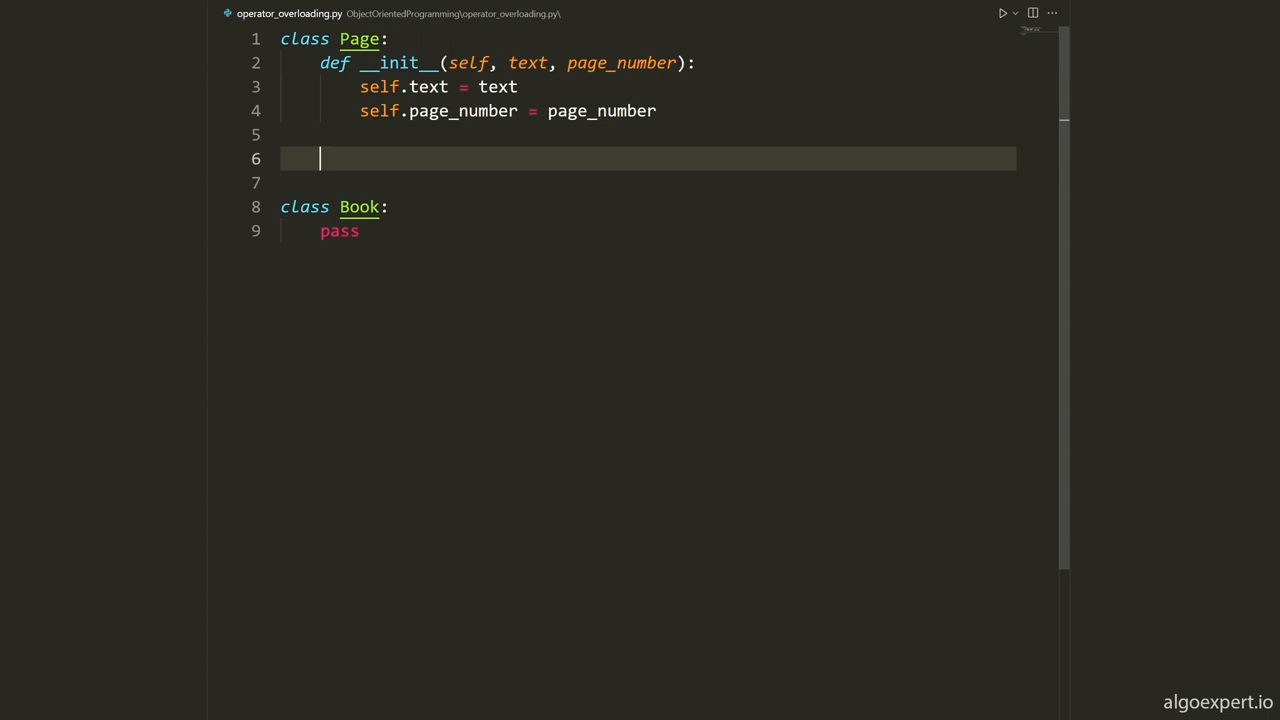 operator_overloading.py ObjectOrientedProgramming\operator_overloading.py\
1 class Page:
2     def __init__(self, text, page_number):
3         self.text = text
4         self.page_number = page_number
5
6
7
8 class Book:
9     pass
algoexpert.io